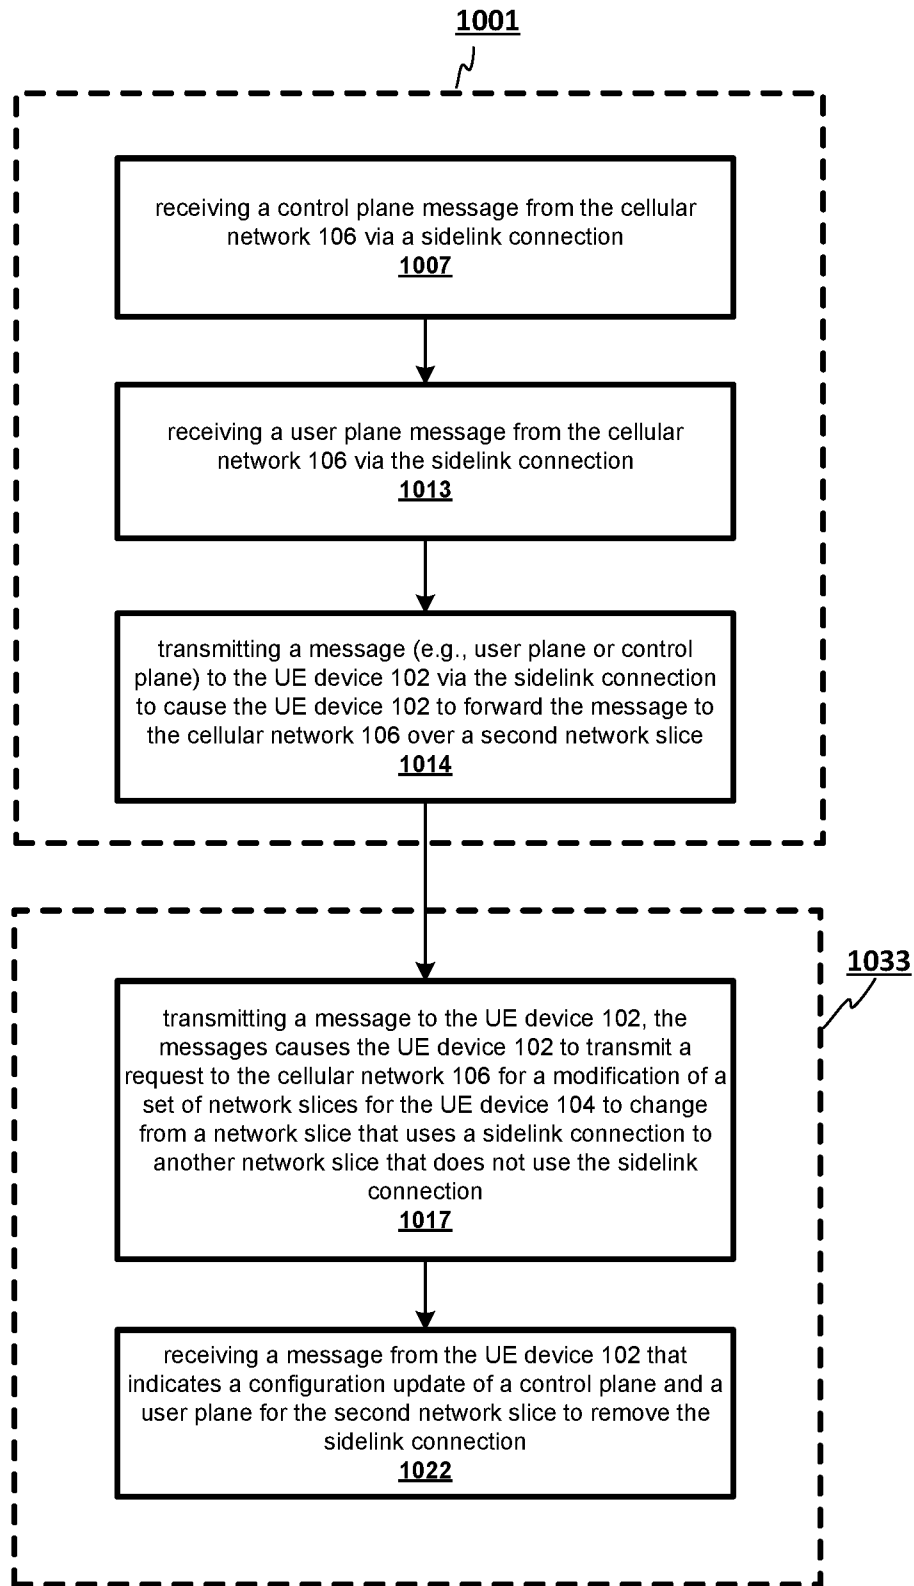 1001
receiving a control plane message from the cellular
network 106 via a sidelink connection
1007
receiving a user plane message from the cellular
network 106 via the sidelink connection
1013
transmitting a message (e.g., user plane or control
plane) to the UE device 102 via the sidelink connection
to cause the UE device 102 to forward the message to
the cellular network 106 over a second network slice
1014
1033
transmitting a message to the UE device 102, the
messages causes the UE device 102 to transmit a
request to the cellular network 106 for a modification of a
set of network slices for the UE device 104 to change
from a network slice that uses a sidelink connection to
another network slice that does not use the sidelink
connection
1017
receiving a message from the UE device 102 that
indicates a configuration update of a control plane and a
user plane for the second network slice to remove the
sidelink connection
1022